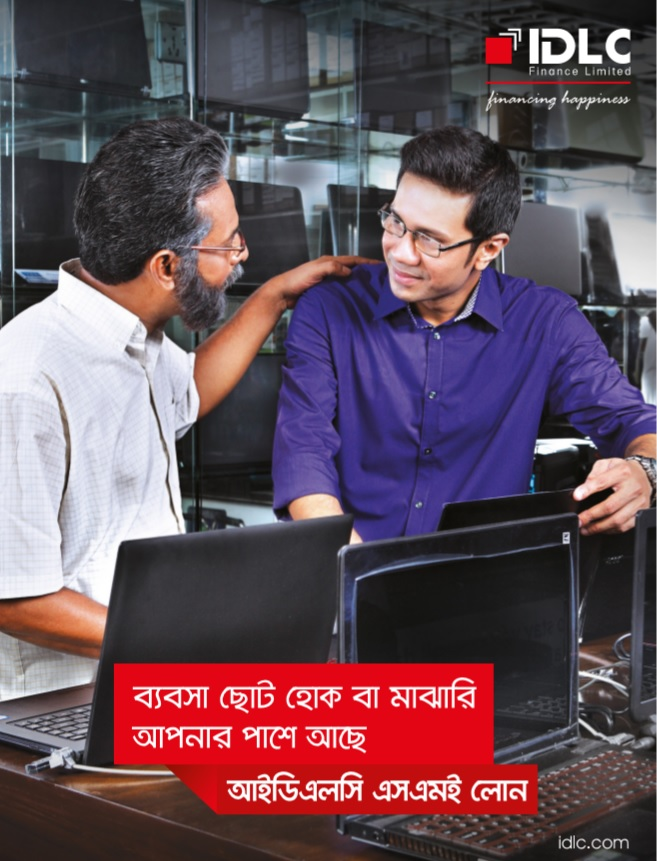 IDLC
Finance Limited
financing happiness
ব্যবসা ছোট হোক বা মাঝারি
আপনার পাশে আছে
আইডিএলসি এসএমই লোন
idlc.com